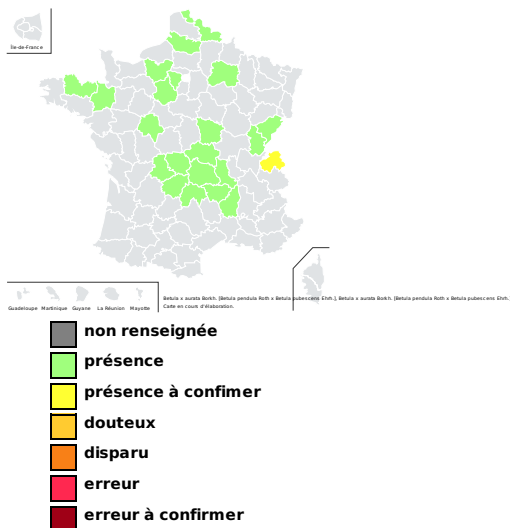 Île-de-France
Guadeloupe Martinique Guyane La Réunion Mayotte
Betula x aurata Borkh. [Betula pendula Roth x Betula pubescens Ehrh.], Betula x aurata Borkh. [Betula pendula Roth x Betula pubescens Ehrh.
Carte en cours d'élaboration.
non renseignée
présence
présence à confimer
douteux
disparu
erreur
erreur à confirmer